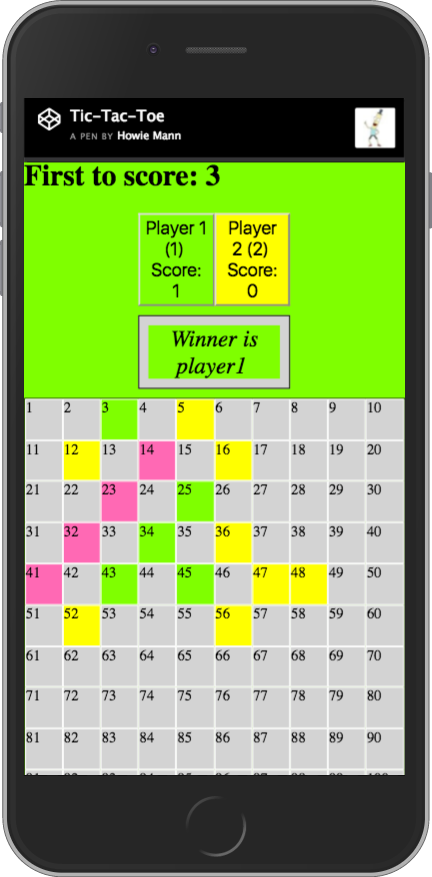 Tic-Tac-Toe
A PEN BY Howie Mann
First to score: 3
Player 1
(1)
Score:
1
Player
2 (2)
Score:
0
Winner is
player1
1 2 3 4 5 6 7 8 9 10
11 12 13 14 15 16 17 18 19 20
21 22 23 24 25 26 27 28 29 30
31 32 33 34 35 36 37 38 39 40
41 42 43 44 45 46 47 48 49 50
51 52 53 54 55 56 57 58 59 60
61 62 63 64 65 66 67 68 69 70
71 72 73 74 75 76 77 78 79 80
81 82 83 84 85 86 87 88 89 90